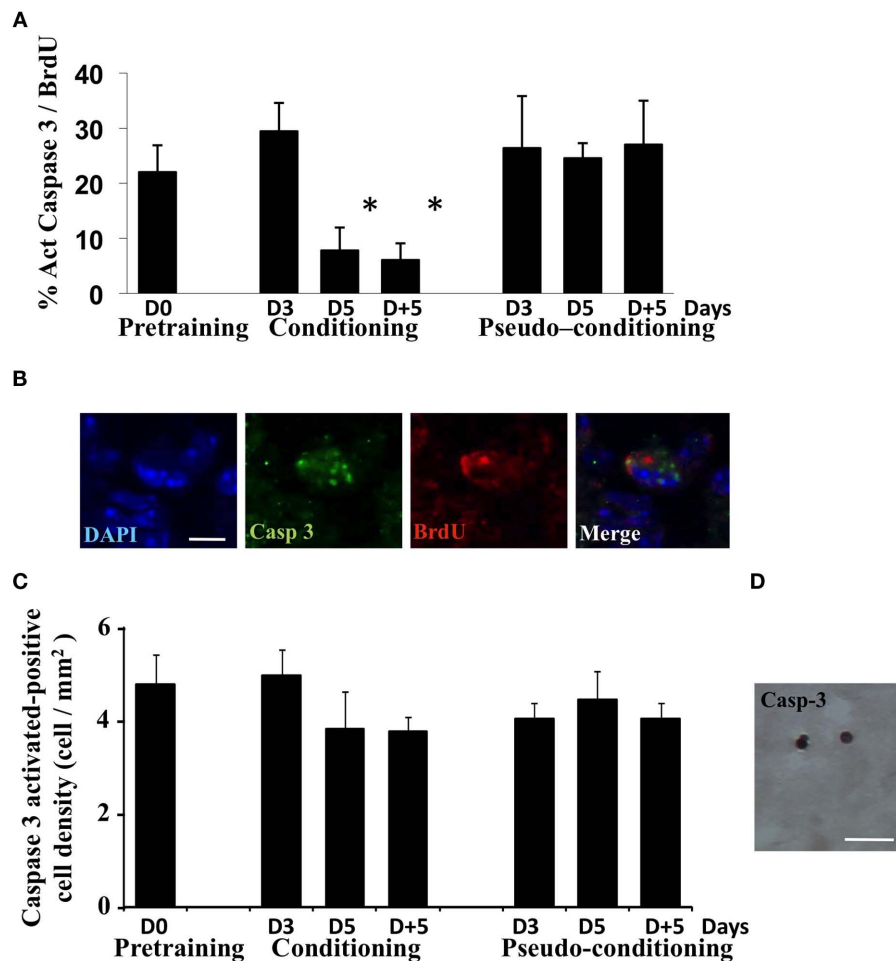 A
% Act Caspase 3 / BrdU
40
30
20
10
0
* *
D0 D3 D5 D+5 D3 D5 D+5 Days
Pretraining Conditioning Pseudo–conditioning
B
DAPI Casp 3 BrdU Merge
C
Caspase 3 activated-positive
cell density (cell / mm²)
6
4
2
0
D0 D3 D5 D+5 D3 D5 D+5 Days
Pretraining Conditioning Pseudo-conditioning
D
Casp-3